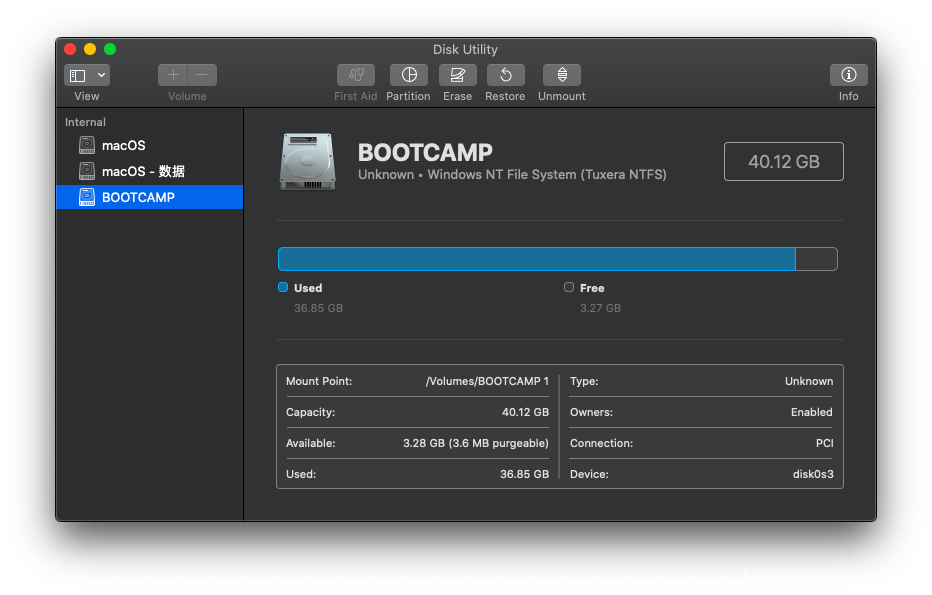 Disk Utility
View
Volume
First Aid
Partition
Erase
Restore
Unmount
Info
Internal
macOS
macOS - 数据
BOOTCAMP
BOOTCAMP
Unknown • Windows NT File System (Tuxera NTFS)
40.12 GB
Used
36.85 GB
Free
3.27 GB
Mount Point: /Volumes/BOOTCAMP 1
Capacity: 40.12 GB
Available: 3.28 GB (3.6 MB purgeable)
Used: 36.85 GB
Type: Unknown
Owners: Enabled
Connection: PCI
Device: disk0s3